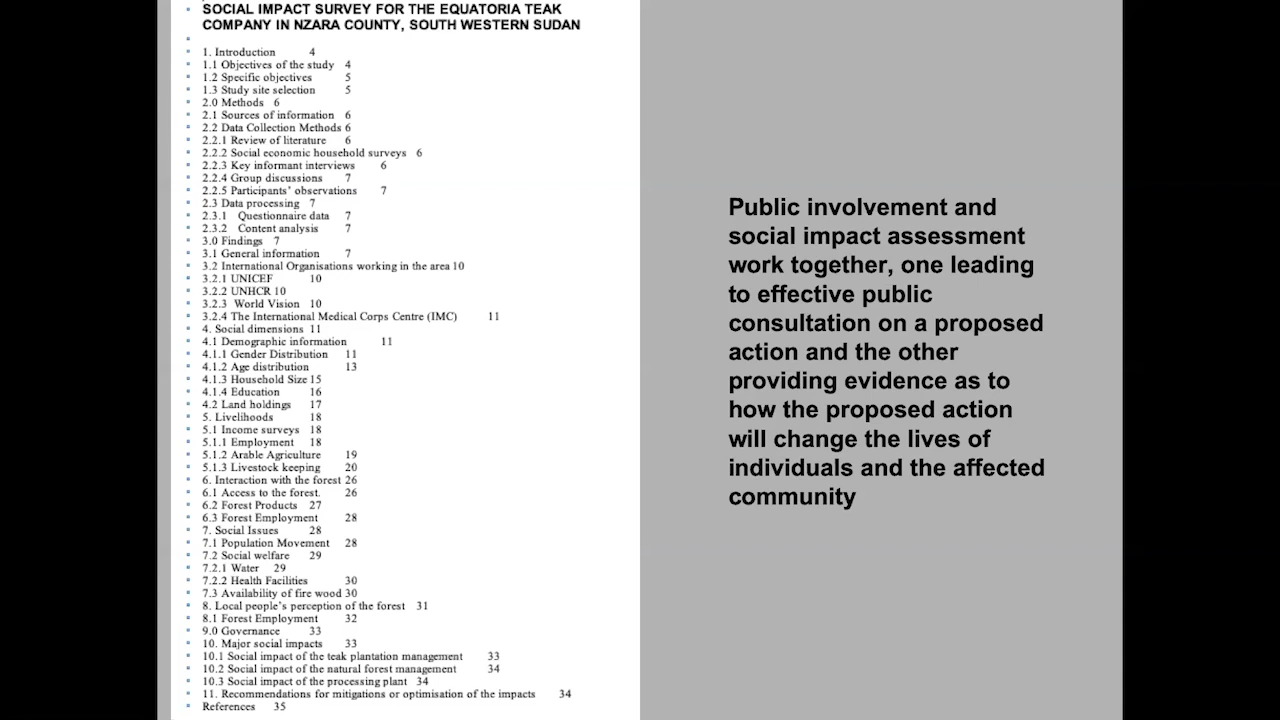 SOCIAL IMPACT SURVEY FOR THE EQUATORIA TEAK
COMPANY IN NZARA COUNTY, SOUTH WESTERN SUDAN
1. Introduction 4
1.1 Objectives of the study 4
1.2 Specific objectives 5
1.3 Study site selection 5
2.0 Methods 6
2.1 Sources of information 6
2.2 Data Collection Methods 6
2.2.1 Review of literature 6
2.2.2 Social economic household surveys 6
2.2.3 Key informant interviews 6
2.2.4 Group discussions 7
2.2.5 Participants' observations 7
2.3 Data processing 7
2.3.1 Questionnaire data 7
2.3.2 Content analysis 7
3.0 Findings 7
3.1 General information 7
3.2 International Organisations working in the area 10
3.2.1 UNICEF 10
3.2.2 UNHCR 10
3.2.3 World Vision 10
3.2.4 The International Medical Corps Centre (IMC) 11
4. Social dimensions 11
4.1 Demographic information 11
4.1.1 Gender Distribution 11
4.1.2 Age distribution 13
4.1.3 Household Size 15
4.1.4 Education 16
4.2 Land holdings 17
5. Livelihoods 18
5.1 Income surveys 18
5.1.1 Employment 18
5.1.2 Arable Agriculture 19
5.1.3 Livestock keeping 20
6. Interaction with the forest 26
6.1 Access to the forest. 26
6.2 Forest Products 27
6.3 Forest Employment 28
7. Social Issues 28
7.1 Population Movement 28
7.2 Social welfare 29
7.2.1 Water 29
7.2.2 Health Facilities 30
7.3 Availability of fire wood 30
8. Local people's perception of the forest 31
8.1 Forest Employment 32
9.0 Governance 33
10. Major social impacts 33
10.1 Social impact of the teak plantation management 33
10.2 Social impact of the natural forest management 34
10.3 Social impact of the processing plant 34
11. Recommendations for mitigations or optimisation of the impacts 34
References 35
Public involvement and
social impact assessment
work together, one leading
to effective public
consultation on a proposed
action and the other
providing evidence as to
how the proposed action
will change the lives of
individuals and the affected
community